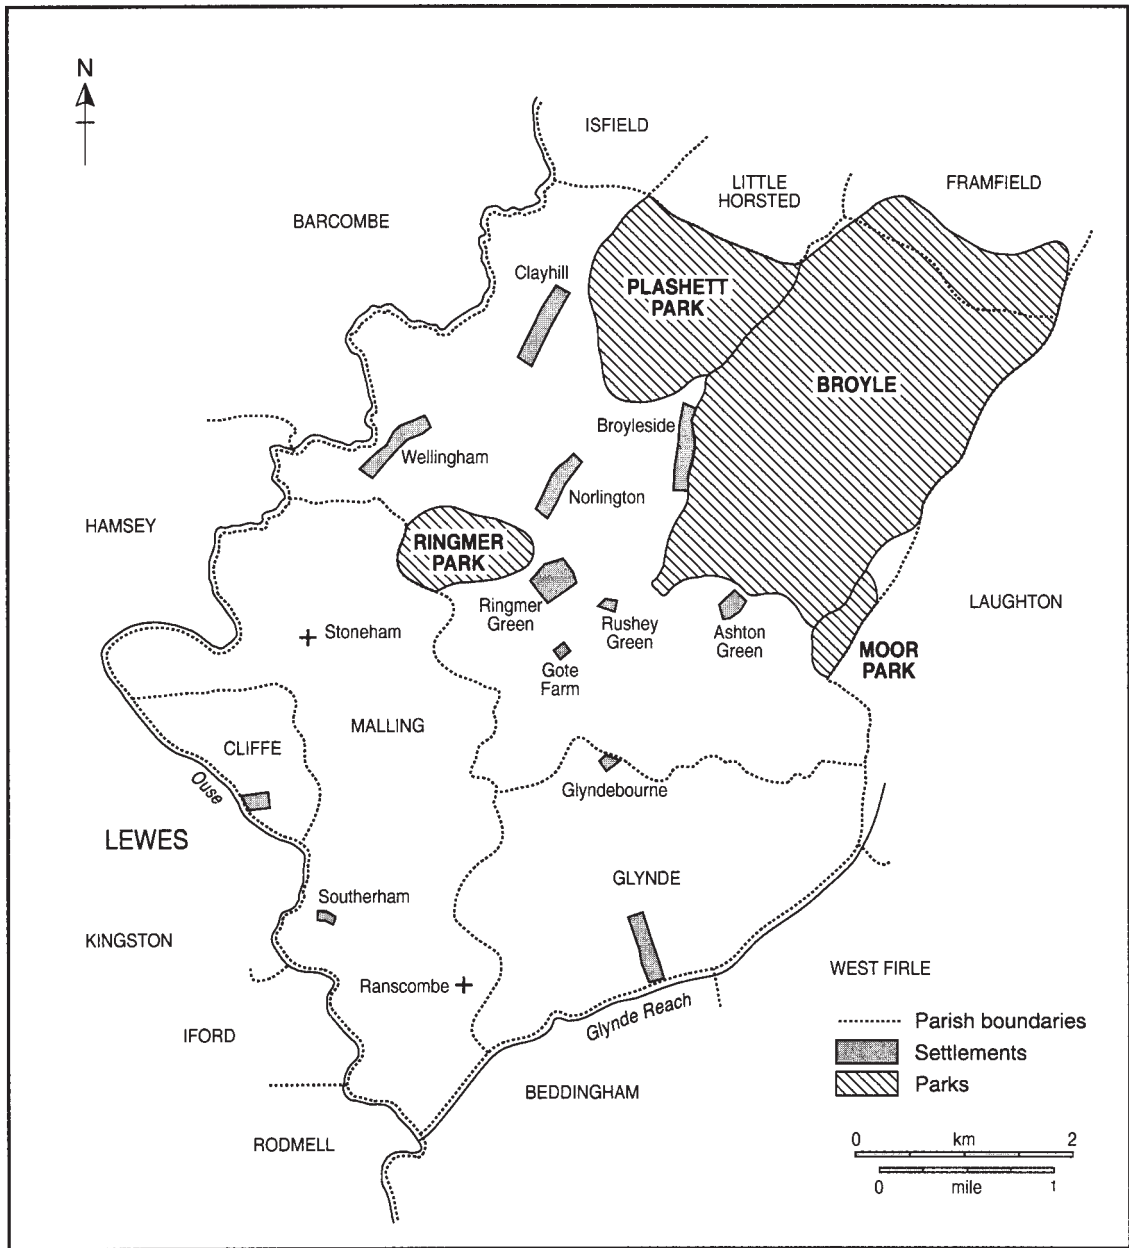 N
ISFIELD
LITTLE
HORSTED
FRAMFIELD
BARCOMBE
Clayhill
PLASHETT
PARK
BROYLE
Broyleside
Wellingham
Norlington
HAMSEY
RINGMER
PARK
Ringmer
Green
Rushey
Green
Ashton
Green
LAUGHTON
Stoneham
MOOR
PARK
Gote
Farm
MALLING
CLIFFE
Ouse
Glyndebourne
LEWES
GLYNDE
Southerham
KINGSTON
WEST FIRLE
Ranscombe
Glynde Reach
IFORD
BEDDINGHAM
RODMELL
Parish boundaries
Settlements
Parks
0 km 2
0 mile 1